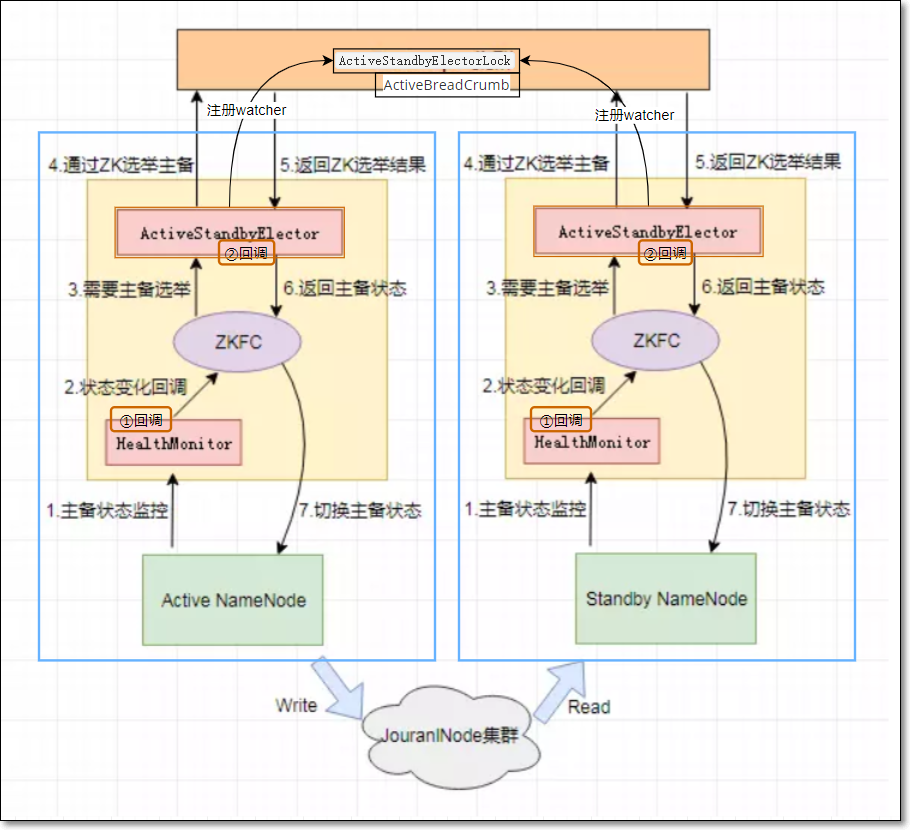 ActiveStandbyElectorLock
ActiveBreadCrumb
注册watcher
注册watcher
4.通过ZK选举主备
5.返回ZK选举结果
4.通过ZK选举主备
5.返回ZK选举结果
ActiveStandbyElector
②回调
ActiveStandbyElector
②回调
3.需要主备选举
6.返回主备状态
3.需要主备选举
6.返回主备状态
ZKFC
ZKFC
2.状态变化回调
2.状态变化回调
①回调
HealthMonitor
①回调
HealthMonitor
1.主备状态监控
7.切换主备状态
1.主备状态监控
7.切换主备状态
Active NameNode
Standby NameNode
Write
Read
JouranlNode集群